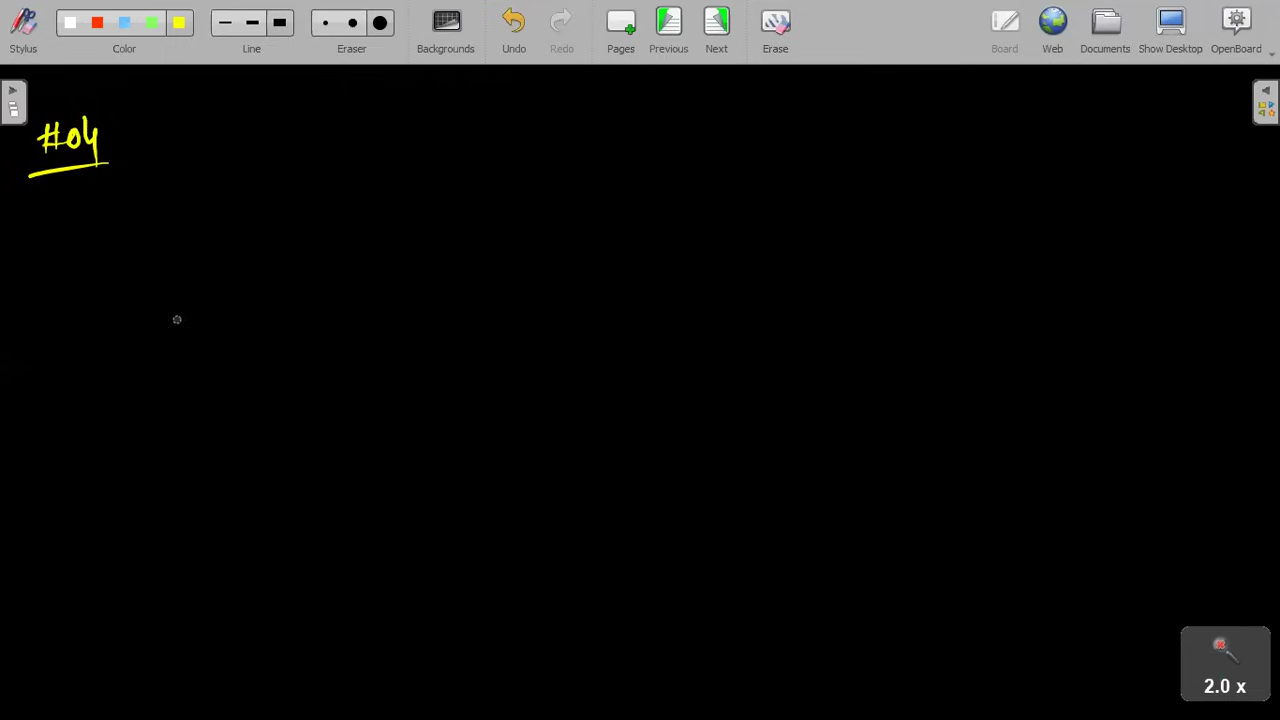 Stylus Color Line Eraser Backgrounds Undo Redo Pages Previous Next Erase Board Web Documents Show Desktop OpenBoard
#04
2.0 x